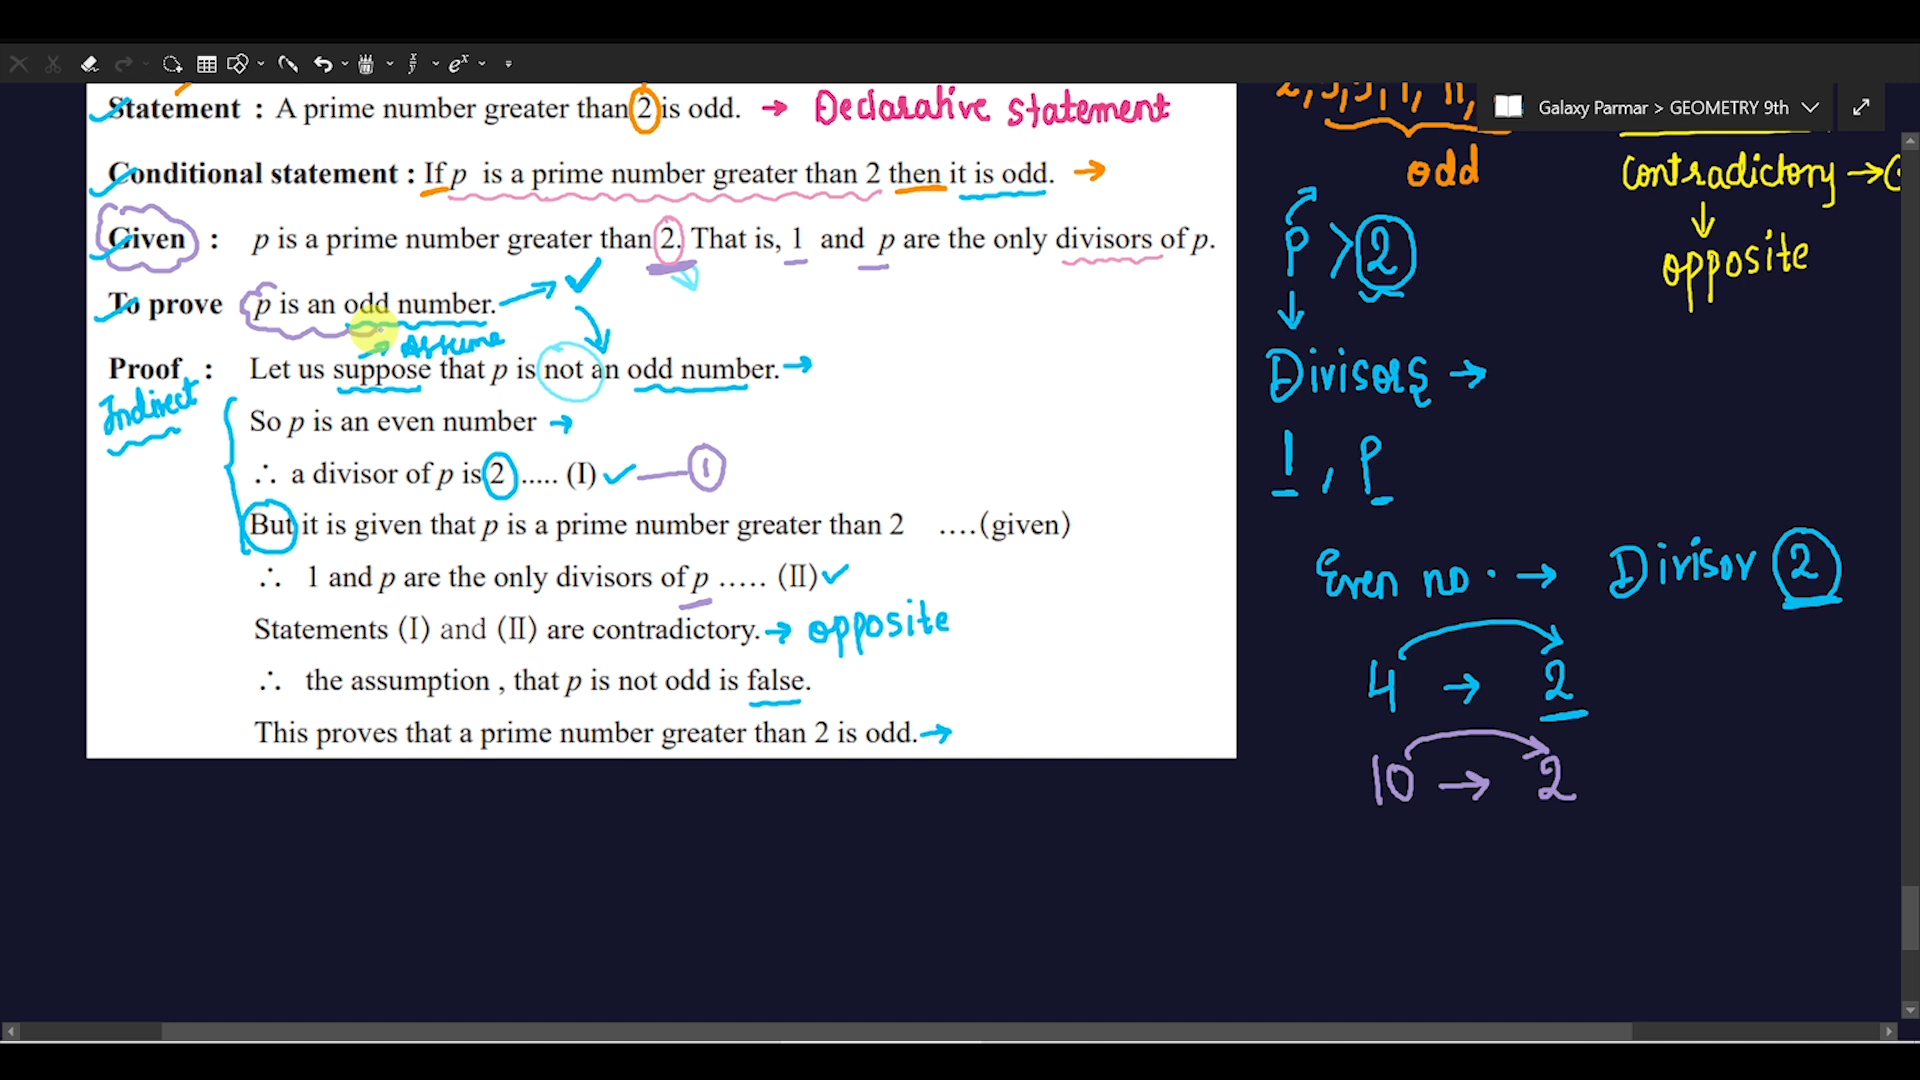 Statement : A prime number greater than 2 is odd. → Declarative statement
Conditional statement : If p is a prime number greater than 2 then it is odd. →
Given : p is a prime number greater than 2. That is, 1 and p are the only divisors of p.
To prove p is an odd number.
→ Assume
Proof : Let us suppose that p is not an odd number. →
Indirect
So p is an even number →
∴ a divisor of p is 2 ..... (I) ✓ 1
But it is given that p is a prime number greater than 2 ....(given)
∴ 1 and p are the only divisors of p ..... (II) ✓
Statements (I) and (II) are contradictory. → opposite
∴ the assumption , that p is not odd is false.
This proves that a prime number greater than 2 is odd. →
Galaxy Parmar > GEOMETRY 9th
odd
p > 2
Divisors →
1 , p
Even no. → Divisor 2
4 → 2
10 → 2
Contradictory →
opposite